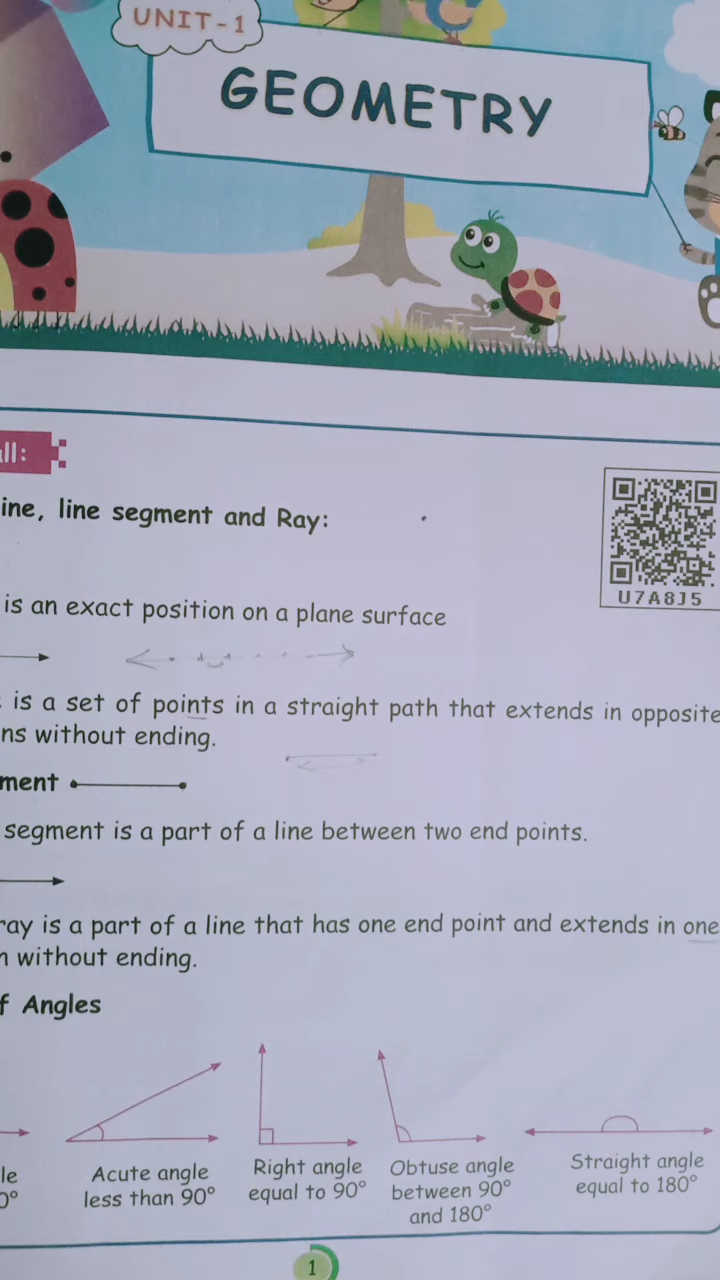 UNIT-1
GEOMETRY
all:
ine, line segment and Ray:
U7A8J5
is an exact position on a plane surface
is a set of points in a straight path that extends in opposite
ns without ending.
ment
segment is a part of a line between two end points.
ray is a part of a line that has one end point and extends in one
n without ending.
f Angles
le
0°
Acute angle
less than 90°
Right angle
equal to 90°
Obtuse angle
between 90°
and 180°
Straight angle
equal to 180°
1